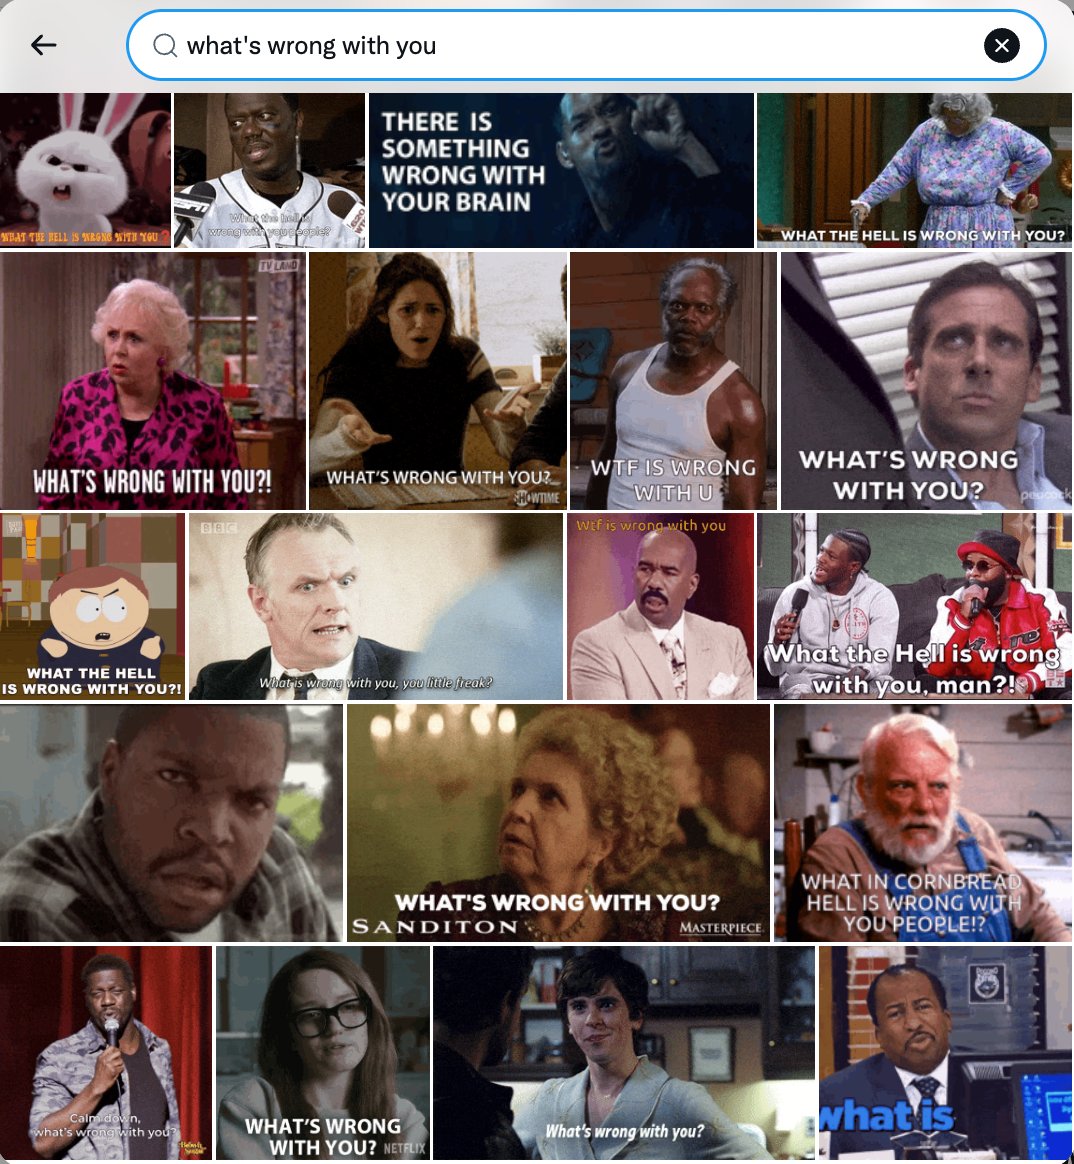 what's wrong with you
WHAT THE HELL IS WRONG WITH YOU ?
ESPN
What the hell is
wrong with you people?
THERE IS
SOMETHING
WRONG WITH
YOUR BRAIN
WHAT THE HELL IS WRONG WITH YOU?
TV LAND
WHAT'S WRONG WITH YOU?!
WHAT'S WRONG WITH YOU?
SHOWTIME
WTF IS WRONG
WITH U
WHAT'S WRONG
WITH YOU?
peacock
WHAT THE HELL
IS WRONG WITH YOU?!
BBC
What is wrong with you, you little freak?
Wtf is wrong with you
What the Hell is wrong
with you, man?!
WHAT'S WRONG WITH YOU?
SANDITON
MASTERPIECE
WHAT IN CORNBREAD
HELL IS WRONG WITH
YOU PEOPLE!?
Calm down,
what's wrong with you?
WHAT'S WRONG
WITH YOU?
NETFLIX
What's wrong with you?
what is